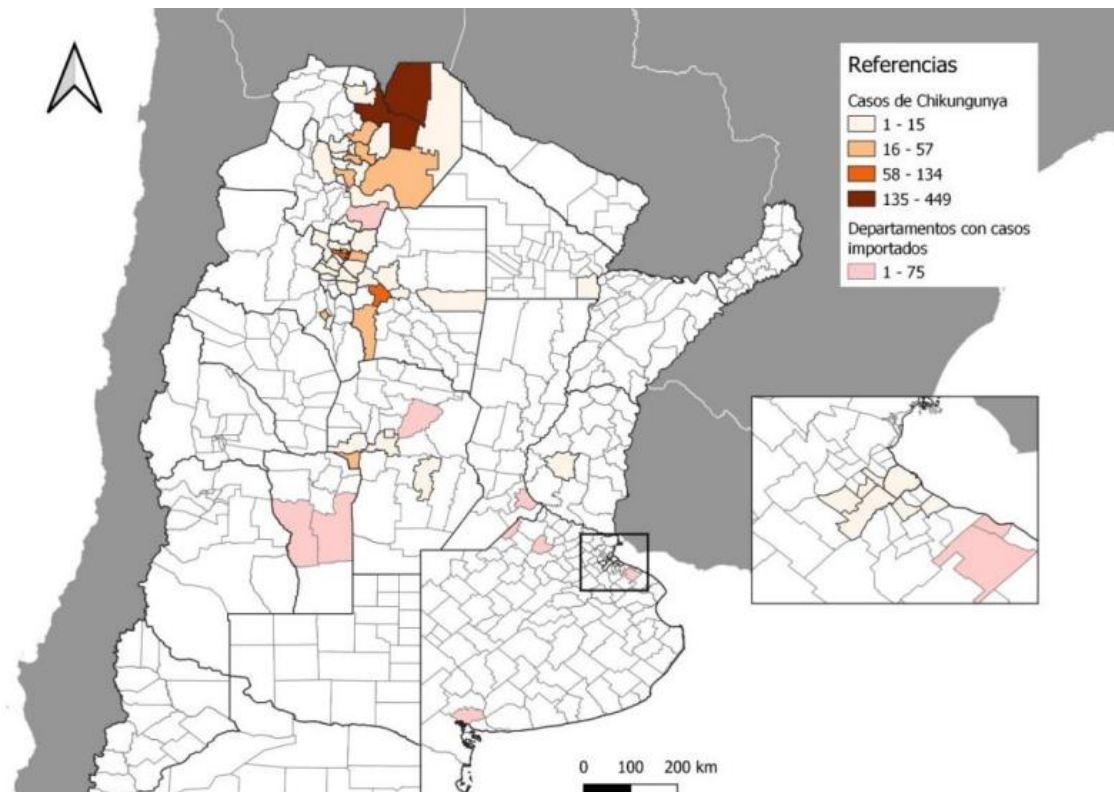 Referencias
Casos de Chikungunya
1 - 15
16 - 57
58 - 134
135 - 449
Departamentos con casos
importados
1 - 75
0 100 200 km